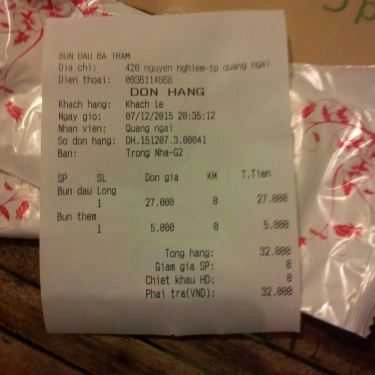 BUN DAU BA TRAM
Dia chi: 420 nguyen nghiem-tp quang ngai
Dien thoai: 0936114668
DON HANG
Khach hang: Khach le
Ngay gio: 07/12/2015 20:35:12
Nhan vien: Quang ngai
So don hang: DH.151207.3.00041
Ban: Trong Nha-G2
SP SL Don gia KM T.Tien
Bun dau Long
1 27.000 0 27.000
Bun them
1 5.000 0 5.000
Tong hang: 32.000
Giam gia SP: 0
Chiet khau HD: 0
Phai tra(VND): 32.000